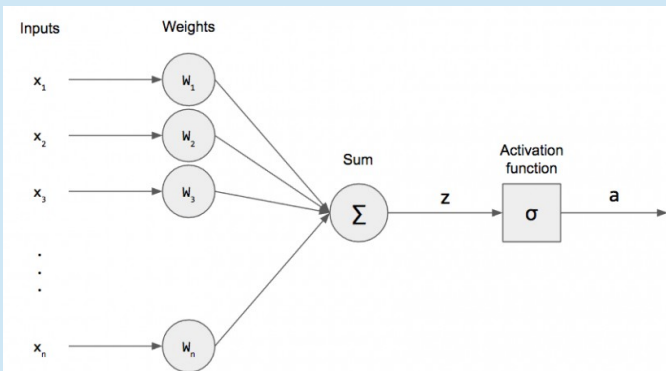 Inputs
Weights
x₁
W₁
x₂
W₂
Sum
Activation
function
x₃
W₃
Σ
z
σ
a
.
.
.
xₙ
Wₙ